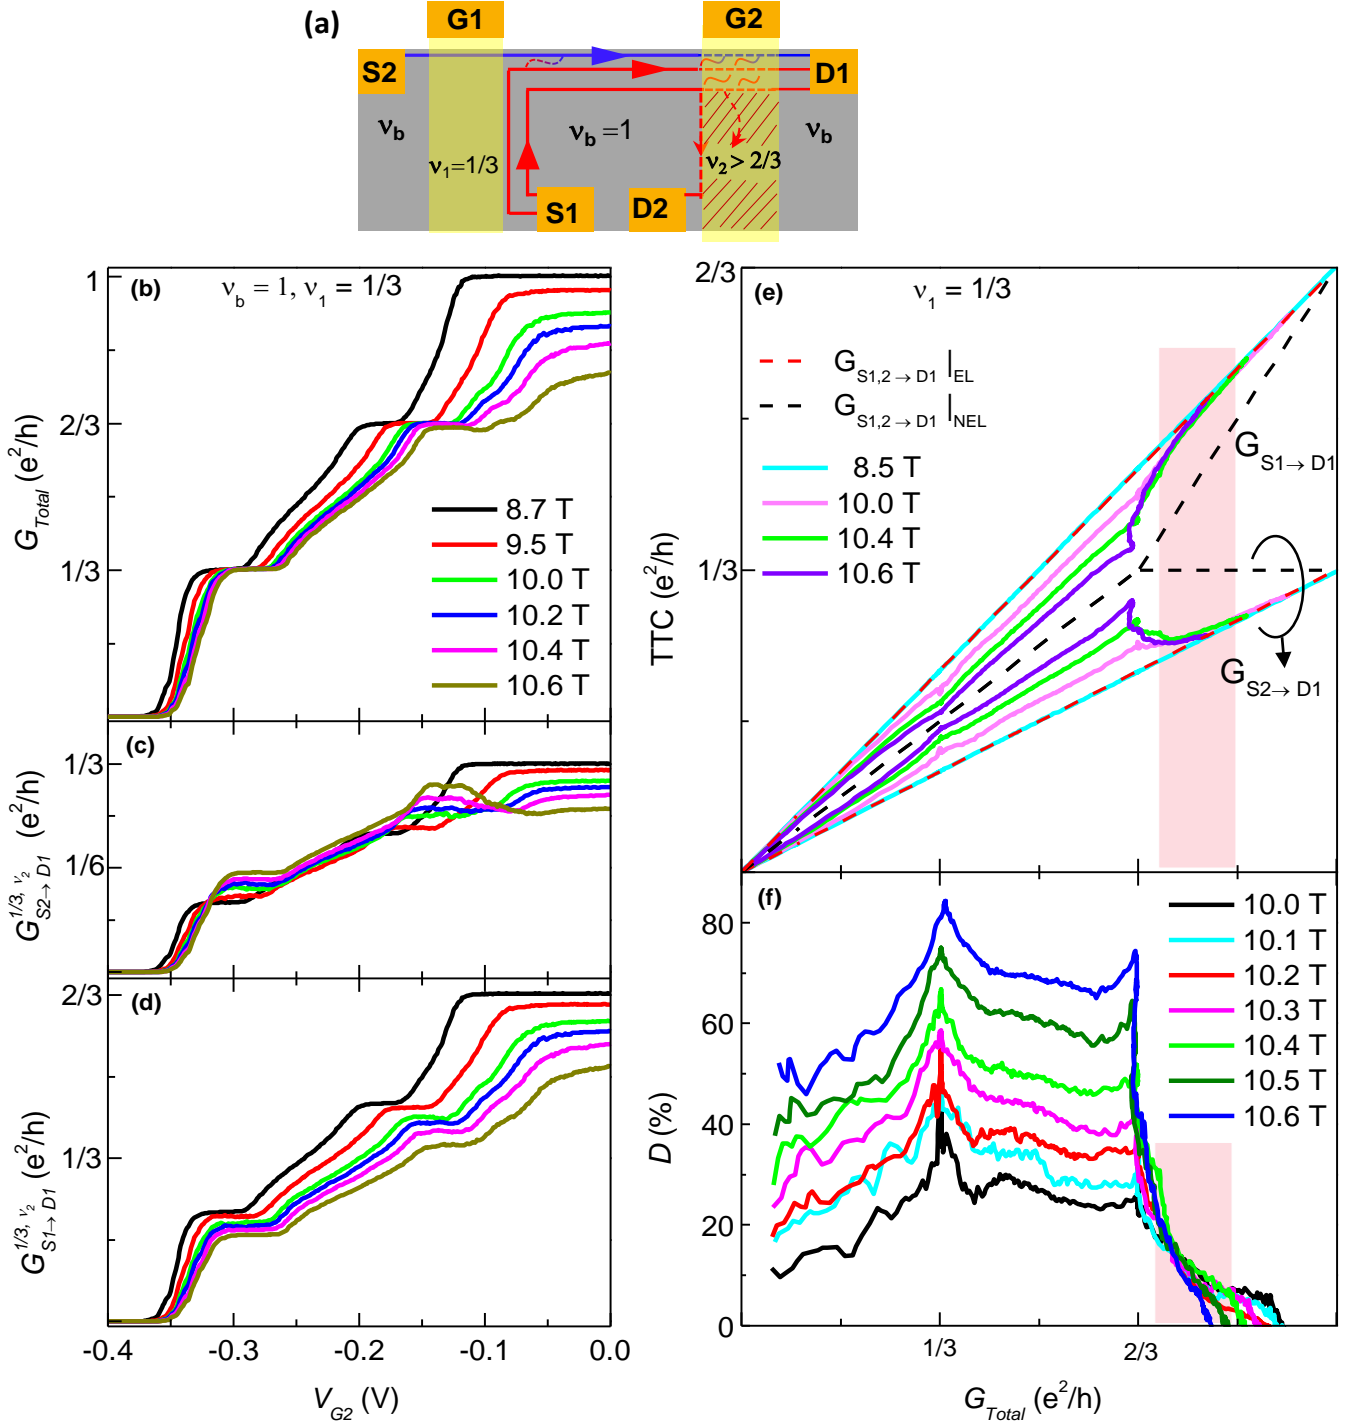 (a)
G1
G2
S2
D1
νb
νb =1
νb
ν1=1/3
ν2 > 2/3
S1
D2
(b)
νb = 1, ν1 = 1/3
1
2/3
1/3
GTotal (e²/h)
8.7 T
9.5 T
10.0 T
10.2 T
10.4 T
10.6 T
(c)
1/3
1/6
G^{1/3, ν2}_{S2→D1} (e²/h)
(d)
2/3
1/3
G^{1/3, ν2}_{S1→D1} (e²/h)
-0.4
-0.3
-0.2
-0.1
0.0
VG2 (V)
(e)
ν1 = 1/3
2/3
1/3
TTC (e²/h)
GS1,2→D1 |EL
GS1,2→D1 |NEL
8.5 T
10.0 T
10.4 T
10.6 T
GS1→D1
GS2→D1
(f)
80
60
40
20
0
D (%)
10.0 T
10.1 T
10.2 T
10.3 T
10.4 T
10.5 T
10.6 T
1/3
2/3
GTotal (e²/h)